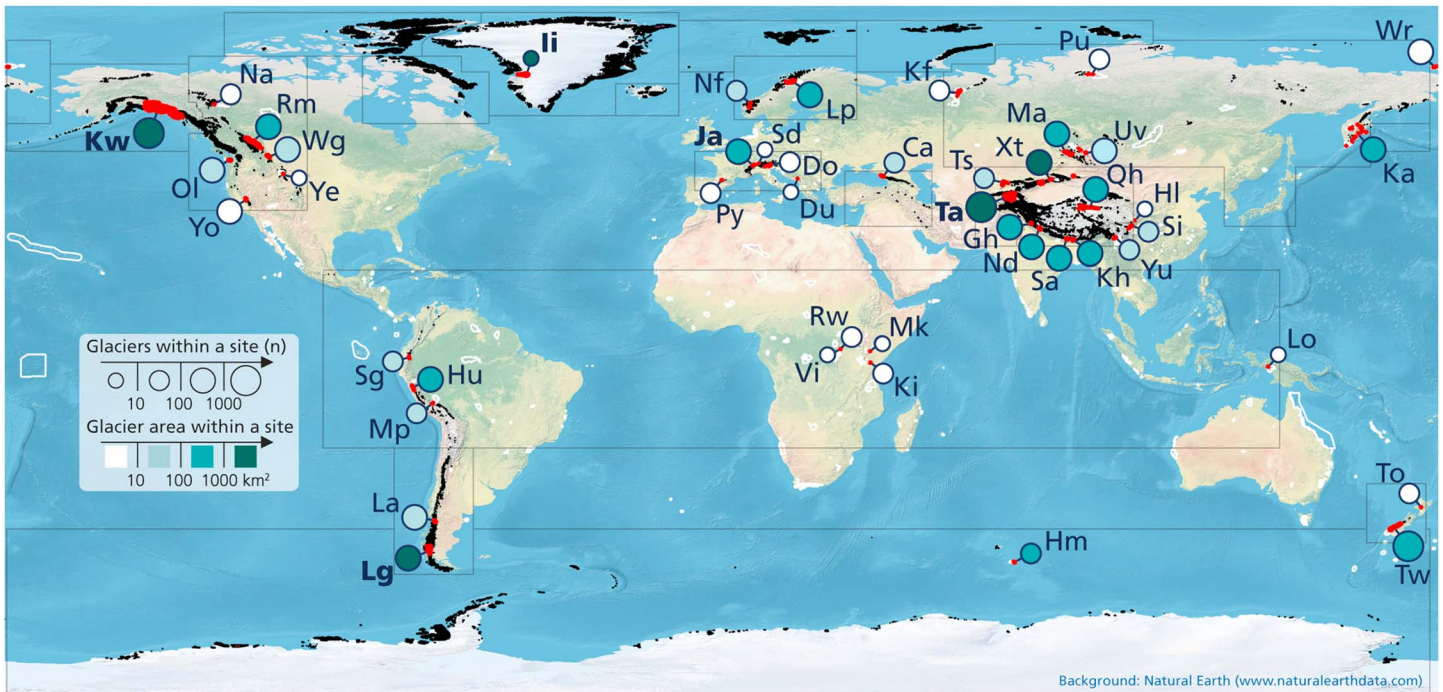 Wr
Ii
Pu
Na
Nf
Kf
Rm
Lp
Ma
Kw
Wg
Ja
Sd
Uv
Ca
Xt
Ol
Ye
Do
Ts
Qh
Ka
Hl
Yo
Py
Du
Ta
Gh
Si
Nd
Sa
Kh
Yu
Rw
Mk
Glaciers within a site (n)
10 100 1000
Glacier area within a site
10 100 1000 km²
Sg
Hu
Vi
Ki
Lo
Mp
La
To
Lg
Hm
Tw
Background: Natural Earth (www.naturalearthdata.com)